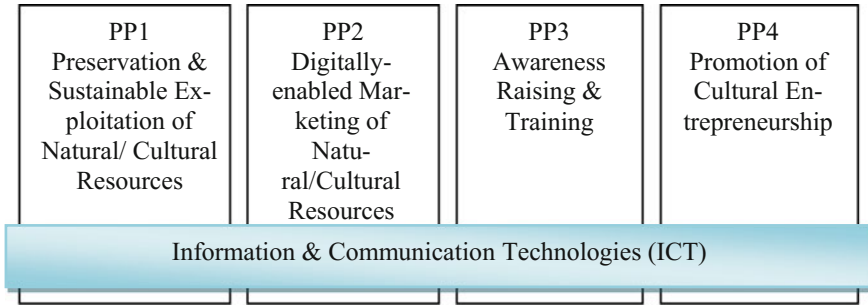 PP1
Preservation &
Sustainable Ex-
ploitation of
Natural/ Cultural
Resources
PP2
Digitally-
enabled Mar-
keting of
Natu-
ral/Cultural
Resources
PP3
Awareness
Raising &
Training
PP4
Promotion of
Cultural En-
trepreneurship
Information & Communication Technologies (ICT)